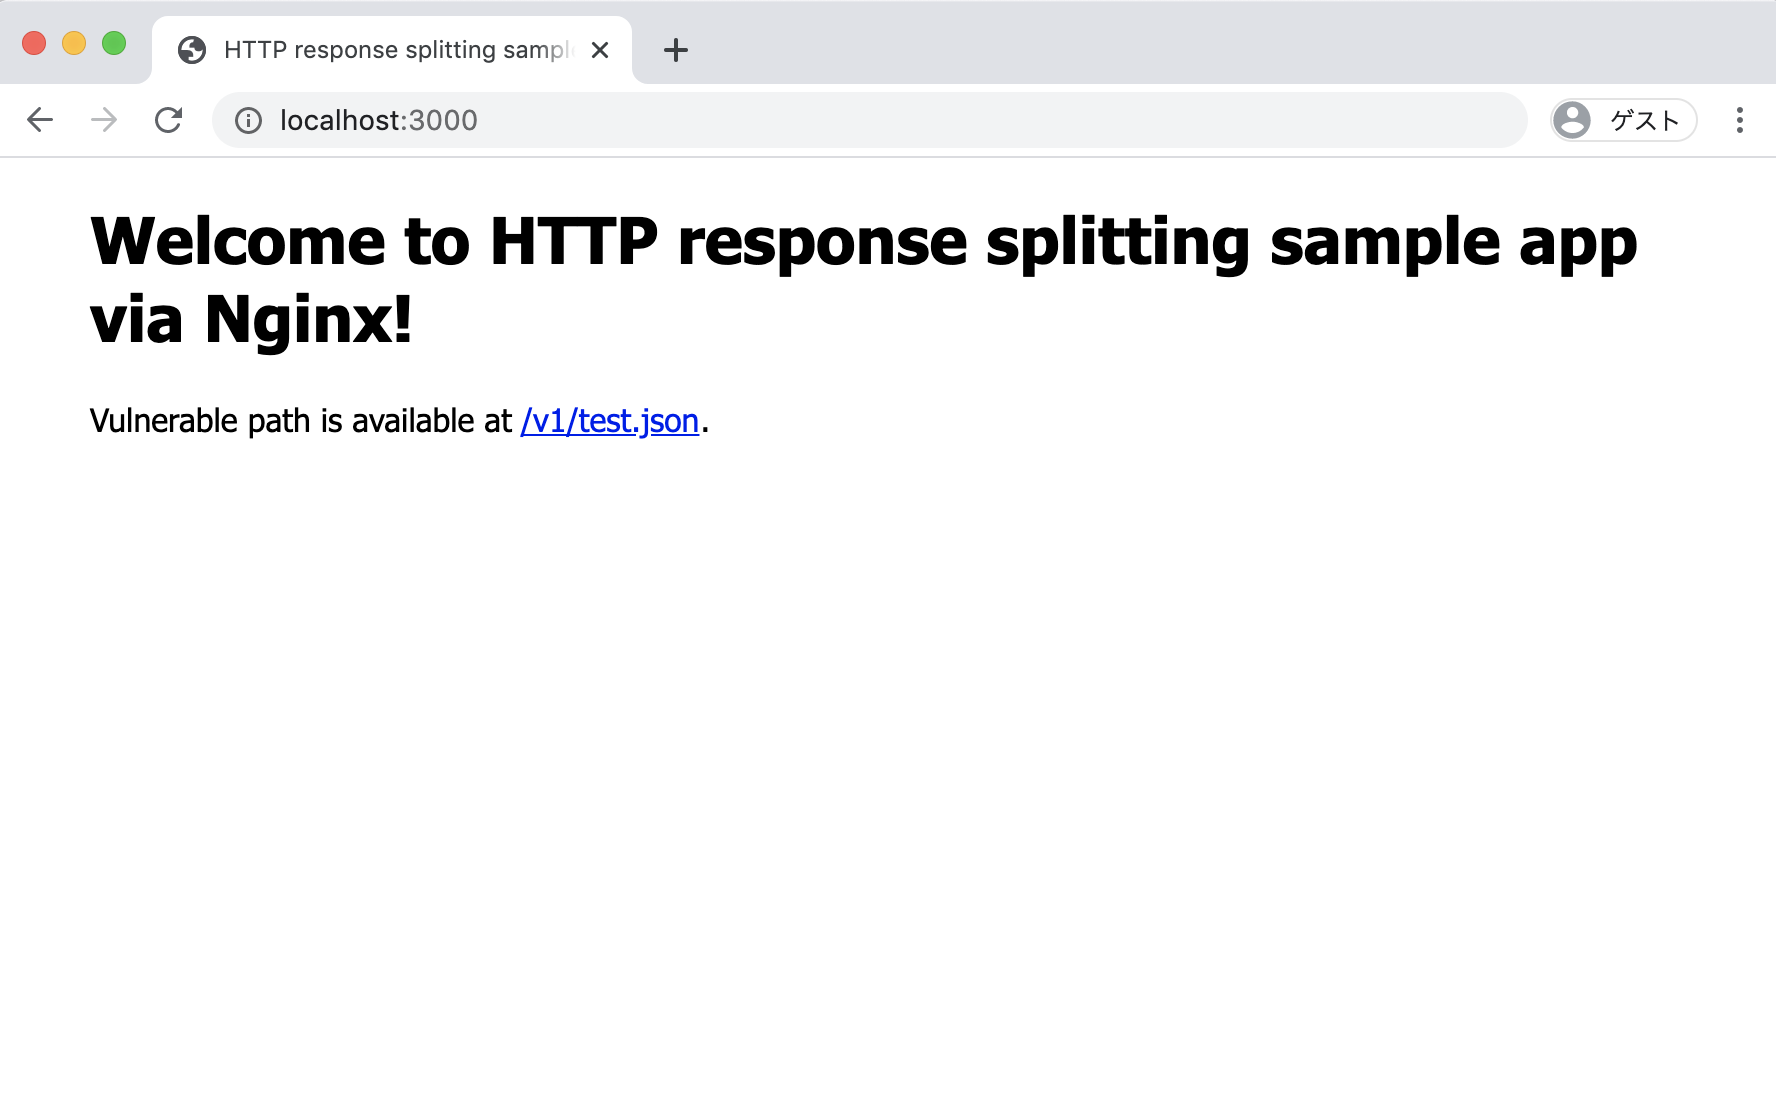 HTTP response splitting sampl
localhost:3000
ゲスト
Welcome to HTTP response splitting sample app
via Nginx!
Vulnerable path is available at /v1/test.json.